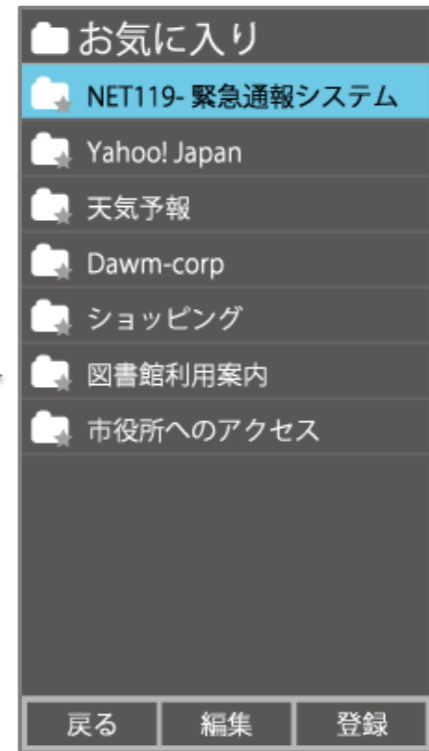 お気に入り
NET119- 緊急通報システム
Yahoo! Japan
天気予報
Dawm-corp
ショッピング
図書館利用案内
市役所へのアクセス
戻る 編集 登録